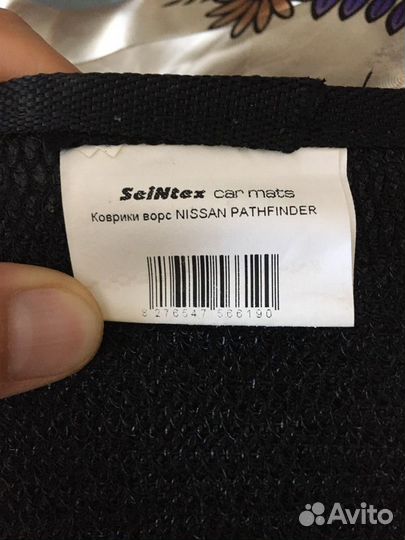 SeiNtex car mats
Коврики ворс NISSAN PATHFINDER
8 276547 566190
Avito